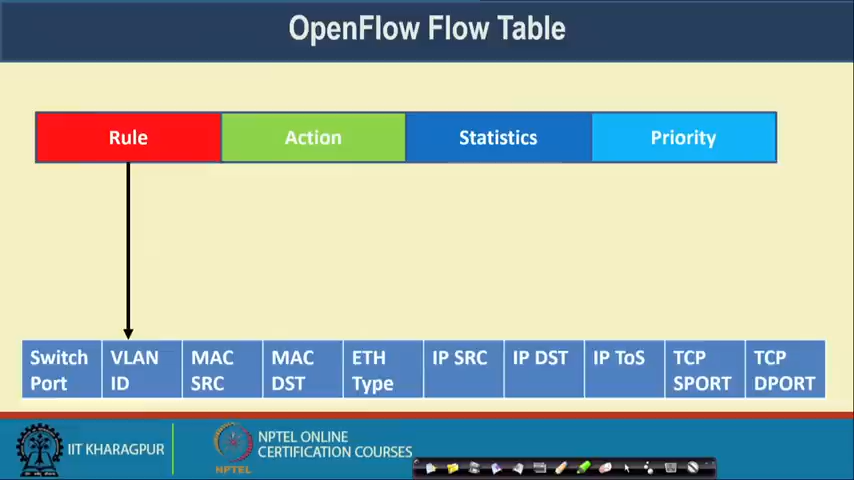 OpenFlow Flow Table
Rule Action Statistics Priority
Switch Port VLAN ID MAC SRC MAC DST ETH Type IP SRC IP DST IP ToS TCP SPORT TCP DPORT
IIT KHARAGPUR
NPTEL
NPTEL ONLINE
CERTIFICATION COURSES